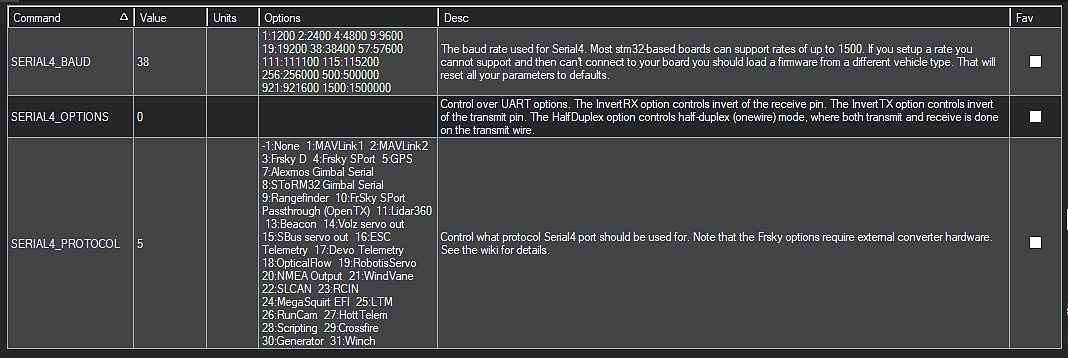 Command Value Units Options Desc Fav
SERIAL4_BAUD 38
1:1200 2:2400 4:4800 9:9600
19:19200 38:38400 57:57600
111:111100 115:115200
256:256000 500:500000
921:921600 1500:1500000
The baud rate used for Serial4. Most stm32-based boards can support rates of up to 1500. If you setup a rate you
cannot support and then can't connect to your board you should load a firmware from a different vehicle type. That will
reset all your parameters to defaults.
SERIAL4_OPTIONS 0
Control over UART options. The InvertRX option controls invert of the receive pin. The InvertTX option controls invert
of the transmit pin. The HalfDuplex option controls half-duplex (onewire) mode, where both transmit and receive is done
on the transmit wire.
SERIAL4_PROTOCOL 5
-1:None 1:MAVLink1 2:MAVLink2
3:Frsky D 4:Frsky SPort 5:GPS
7:Alexmos Gimbal Serial
8:SToRM32 Gimbal Serial
9:Rangefinder 10:FrSky SPort
Passthrough (OpenTX) 11:Lidar360
13:Beacon 14:Volz servo out
15:SBus servo out 16:ESC
Telemetry 17:Devo Telemetry
18:OpticalFlow 19:RobotisServo
20:NMEA Output 21:WindVane
22:SLCAN 23:RCIN
24:MegaSquirt EFI 25:LTM
26:RunCam 27:HottTelem
28:Scripting 29:Crossfire
30:Generator 31:Winch
Control what protocol Serial4 port should be used for. Note that the Frsky options require external converter hardware.
See the wiki for details.